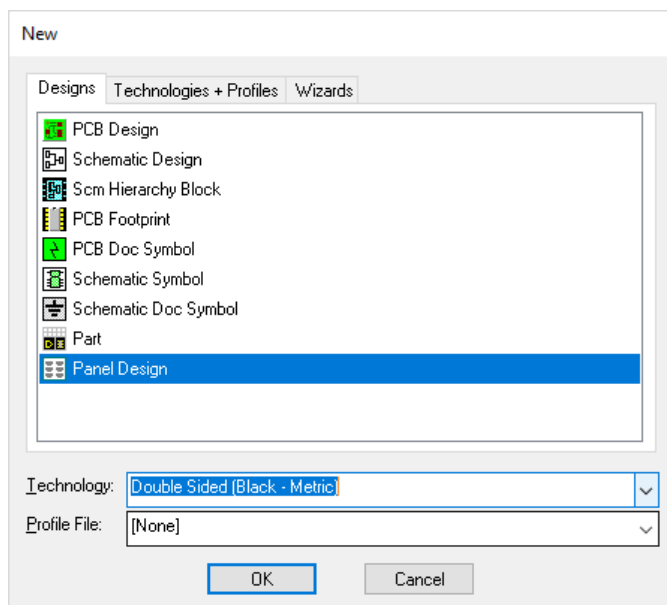 New
Designs Technologies + Profiles Wizards
PCB Design
Schematic Design
Scm Hierarchy Block
PCB Footprint
PCB Doc Symbol
Schematic Symbol
Schematic Doc Symbol
Part
Panel Design
Technology: Double Sided (Black - Metric)
Profile File: [None]
OK Cancel